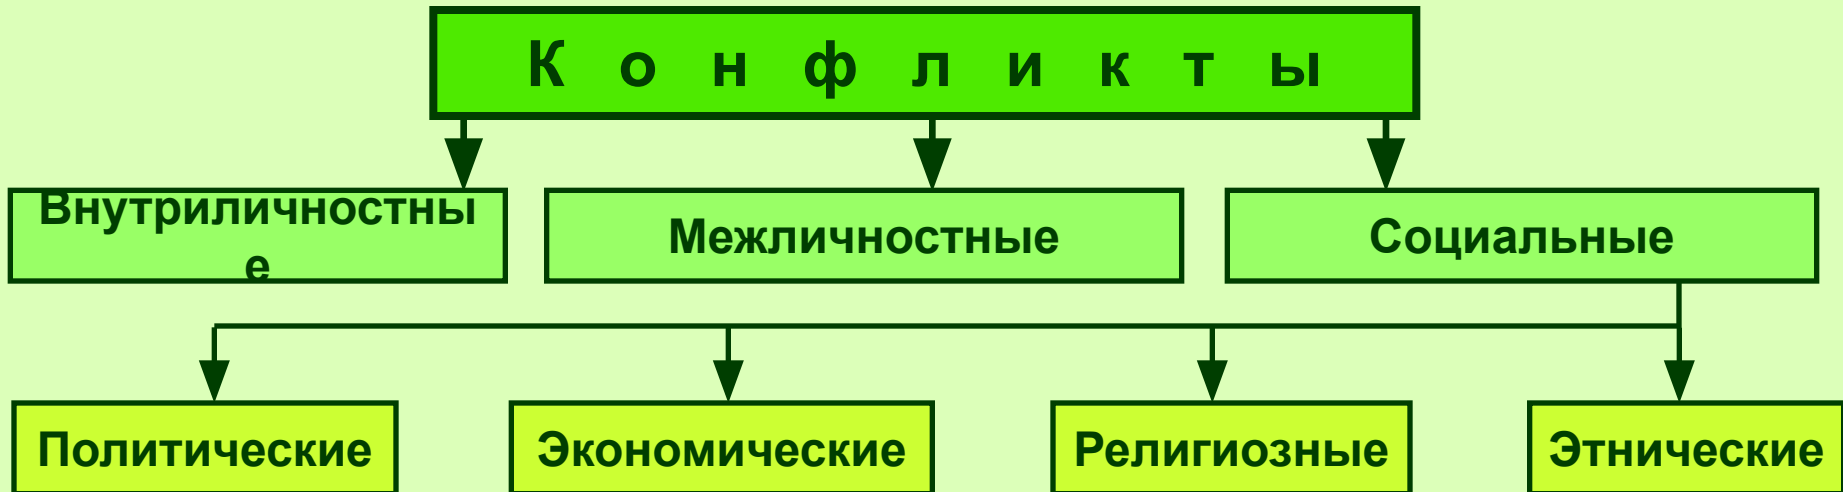 К о н ф л и к т ы
Внутриличностны
е
Межличностные
Социальные
Политические
Экономические
Религиозные
Этнические